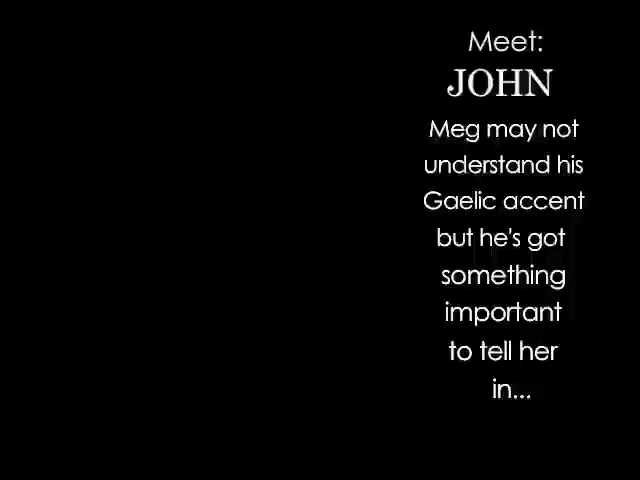 Meet:
JOHN
Meg may not
understand his
Gaelic accent
but he's got
something
important
to tell her
in...